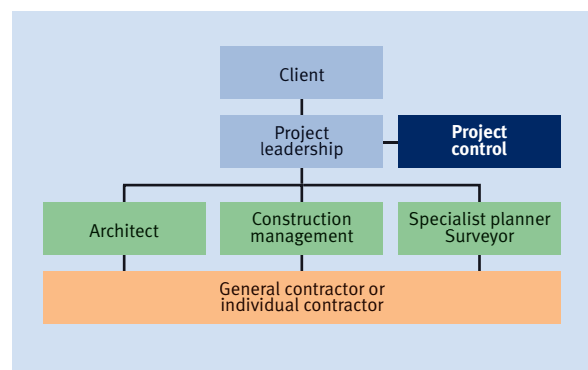 Client
Project
leadership
Project
control
Architect
Construction
management
Specialist planner
Surveyor
General contractor or
individual contractor